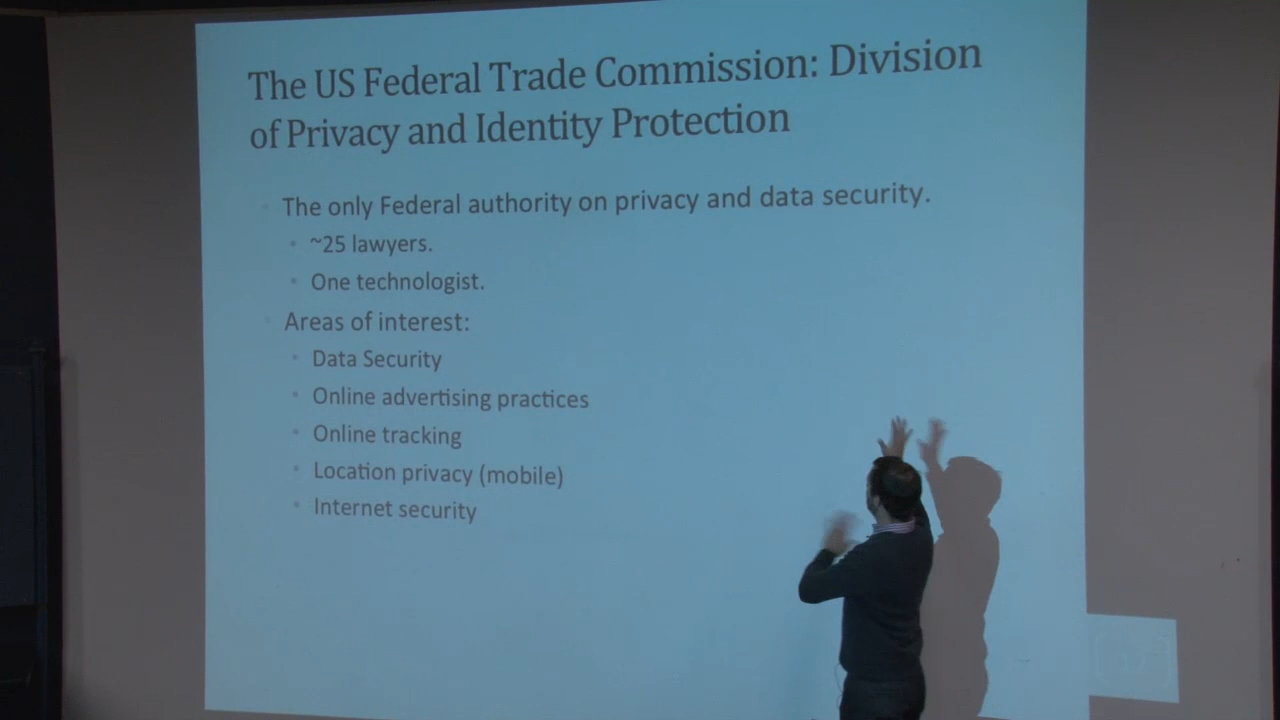 The US Federal Trade Commission: Division
of Privacy and Identity Protection
The only Federal authority on privacy and data security.
~25 lawyers.
One technologist.
Areas of interest:
Data Security
Online advertising practices
Online tracking
Location privacy (mobile)
Internet security